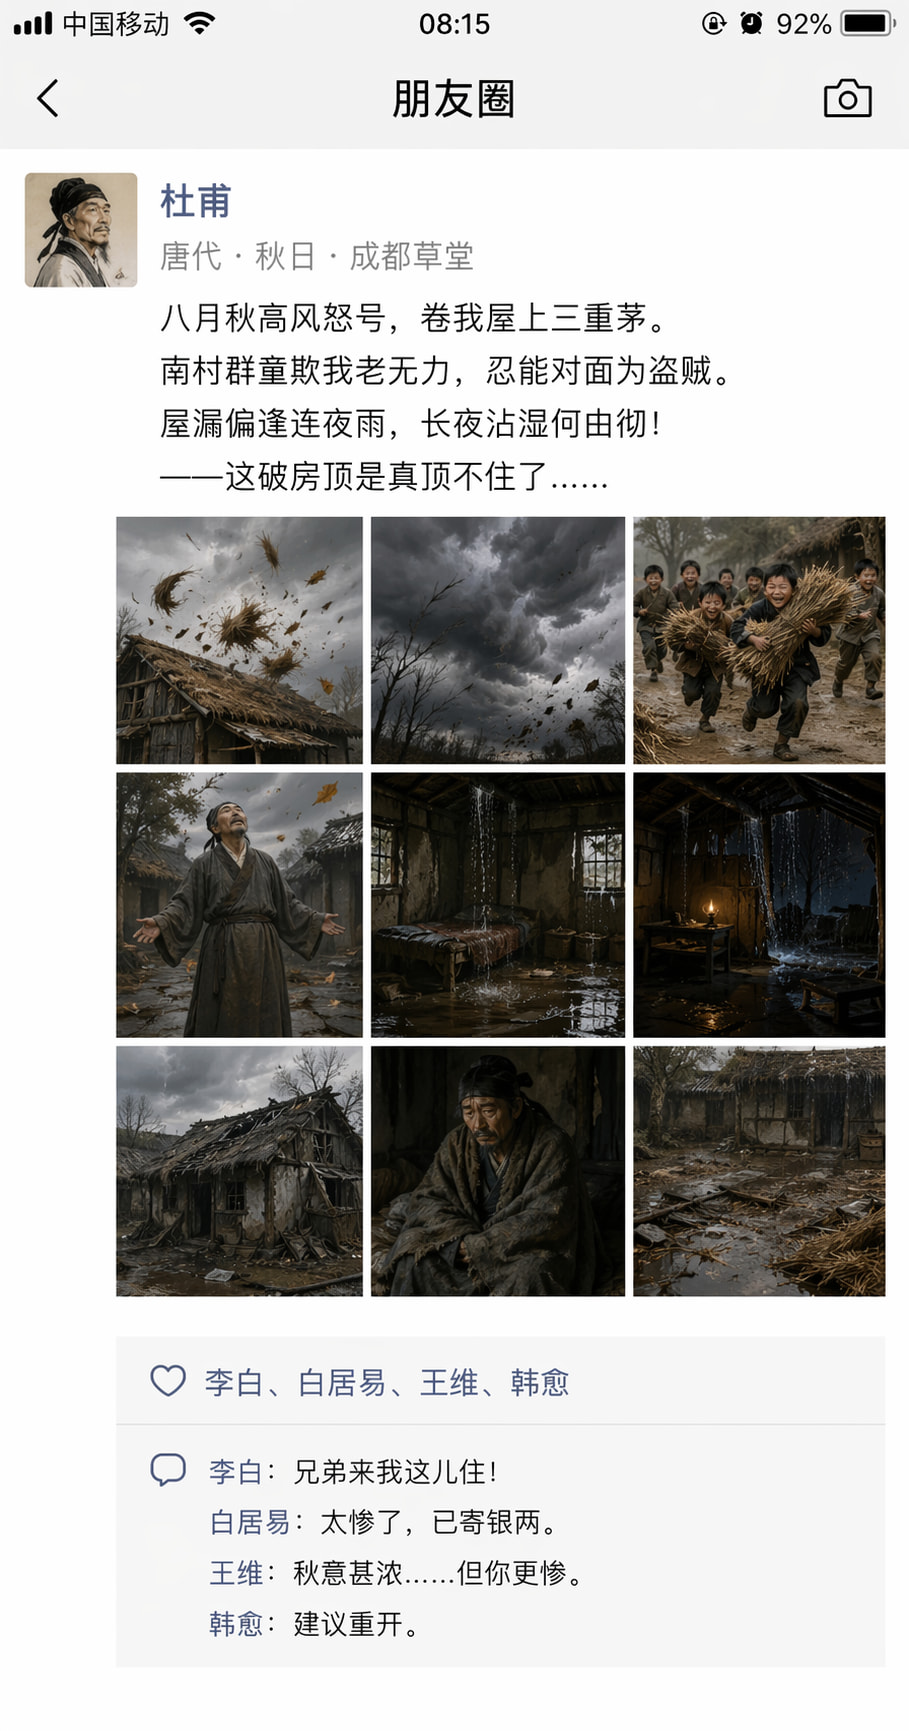 中国移动 08:15 92%
朋友圈
杜甫
唐代·秋日·成都草堂
八月秋高风怒号，卷我屋上三重茅。
南村群童欺我老无力，忍能对面为盗贼。
屋漏偏逢连夜雨，长夜沾湿何由彻！
——这破房顶是真顶不住了……
李白、白居易、王维、韩愈
李白：兄弟来我这儿住！
白居易：太惨了，已寄银两。
王维：秋意甚浓……但你更惨。
韩愈：建议重开。